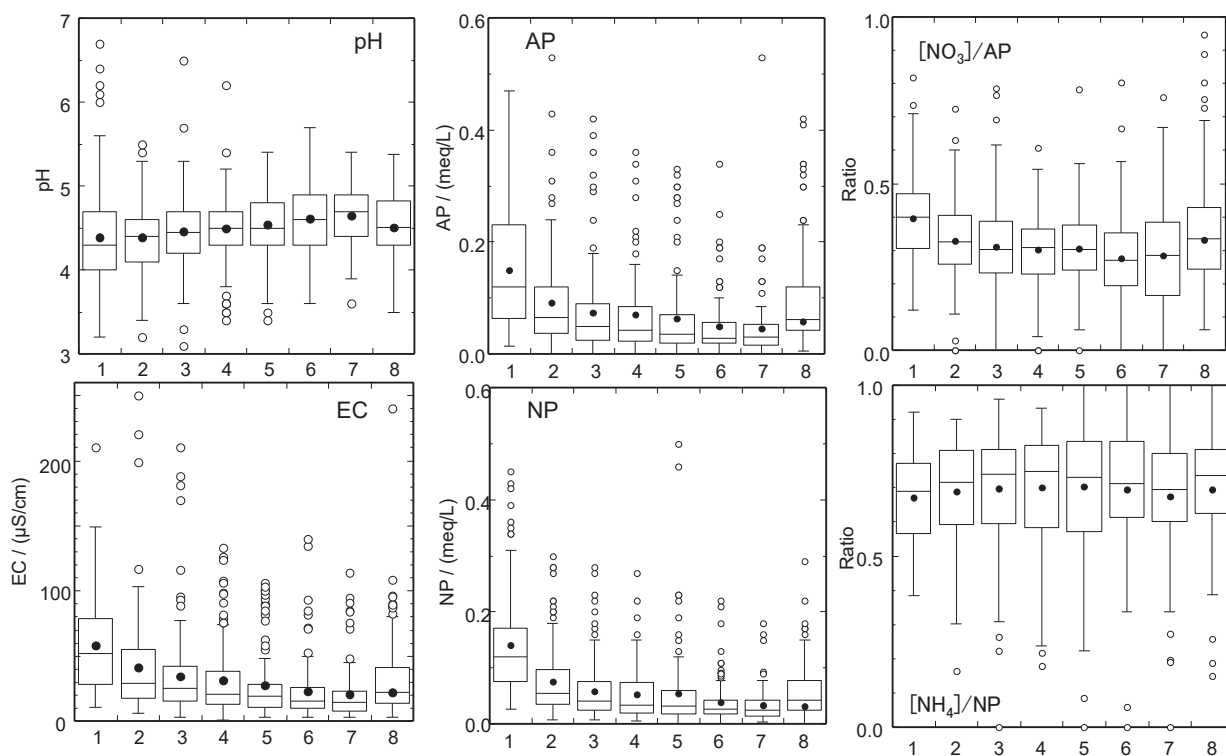 pH
7
6
5
4
3
pH
1 2 3 4 5 6 7 8
AP
0.6
0.4
0.2
0.0
AP / (meq/L)
1 2 3 4 5 6 7 8
[NO₃]/AP
1.0
0.5
0.0
Ratio
1 2 3 4 5 6 7 8
EC
200
100
0
EC / (μS/cm)
1 2 3 4 5 6 7 8
NP
0.6
0.4
0.2
0.0
NP / (meq/L)
1 2 3 4 5 6 7 8
1.0
0.5
0.0
Ratio
[NH₄]/NP
1 2 3 4 5 6 7 8